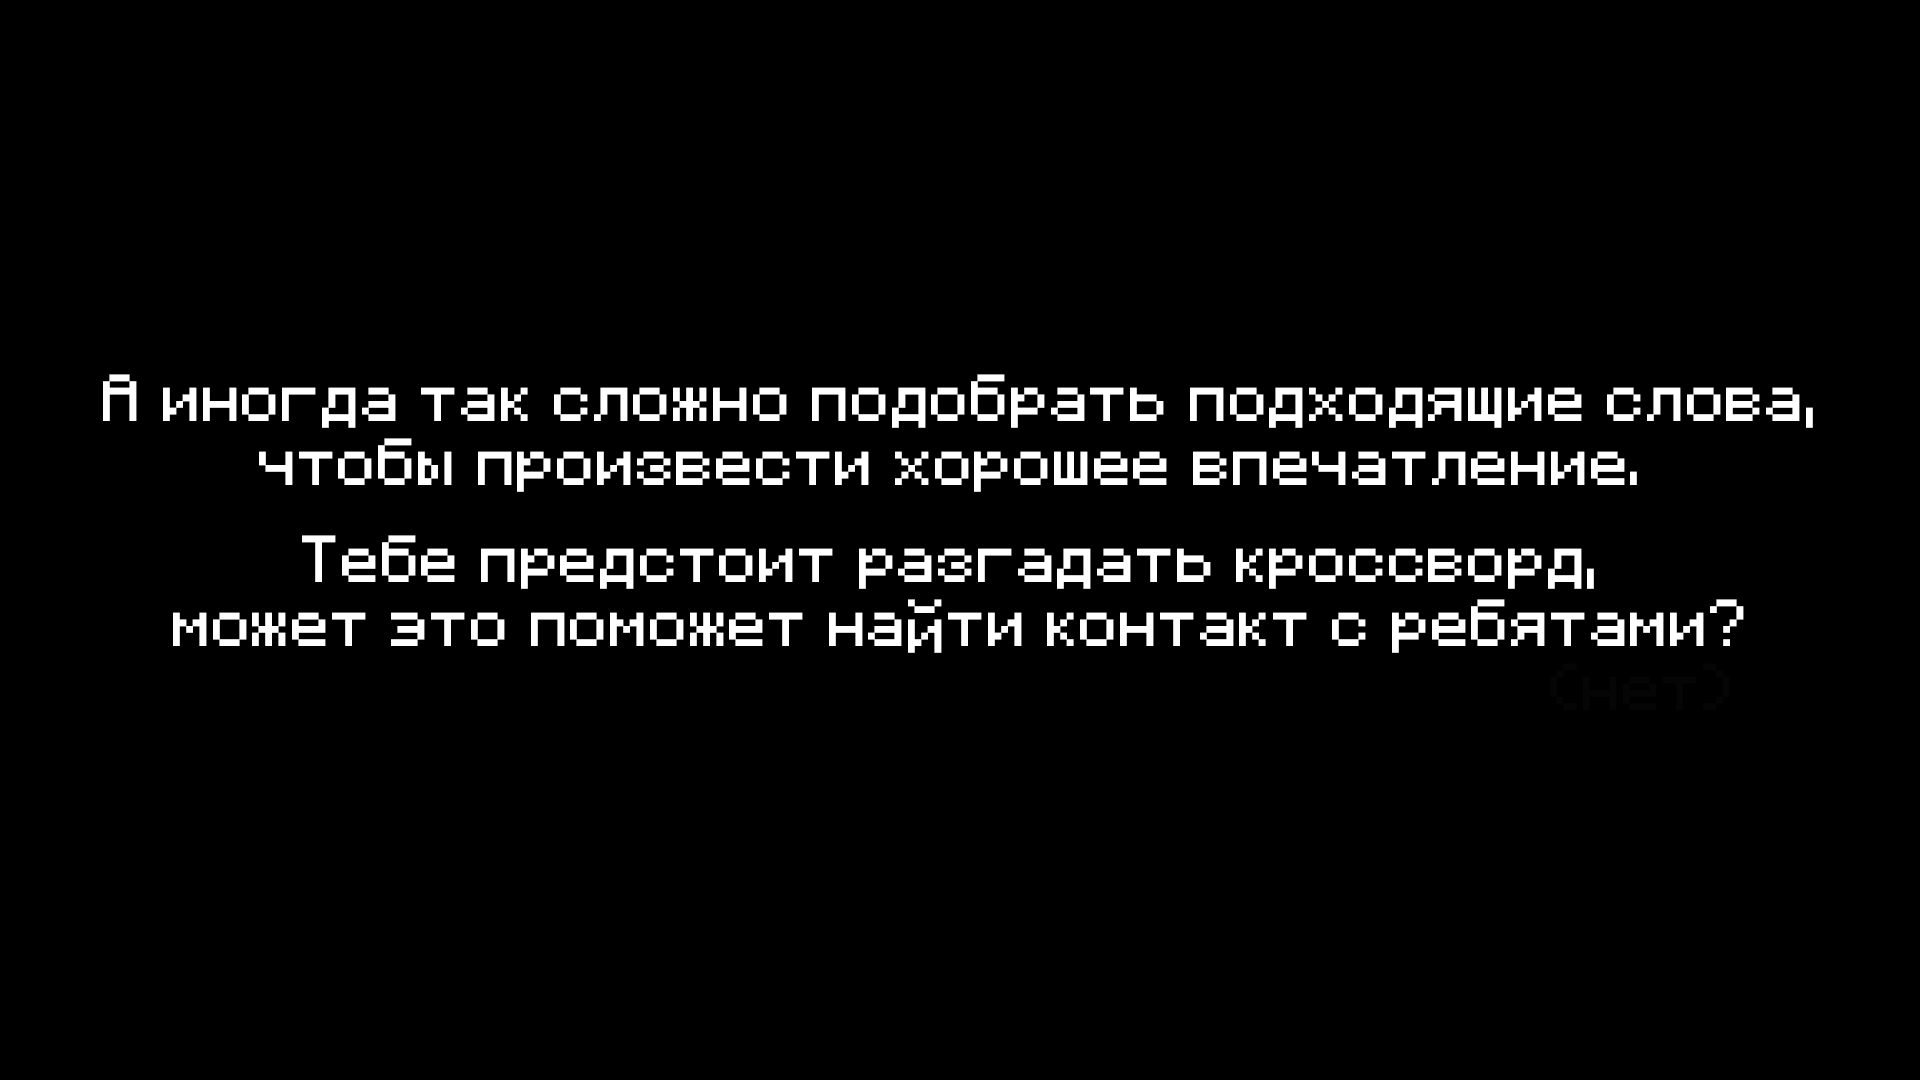 А иногда так сложно подобрать подходящие слова,
чтобы произвести хорошее впечатление.
Тебе предстоит разгадать кроссворд,
может это поможет найти контакт с ребятами?
(нет)